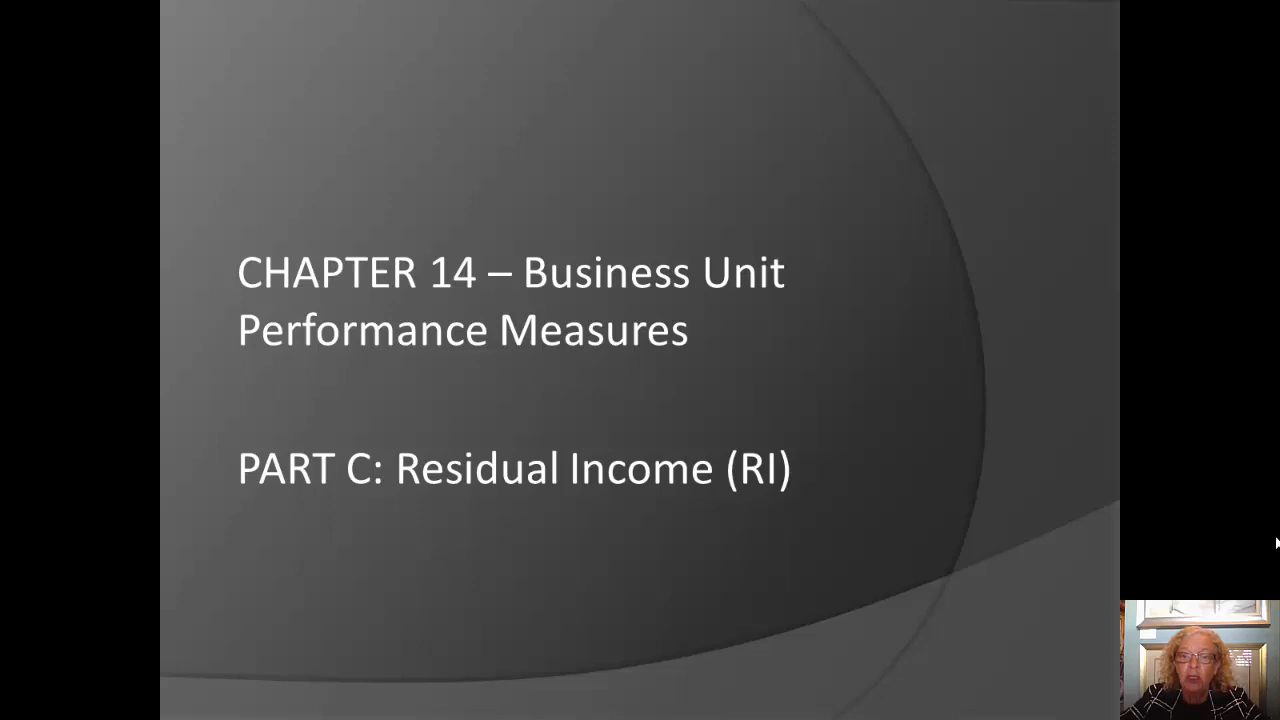 CHAPTER 14 – Business Unit
Performance Measures
PART C: Residual Income (RI)